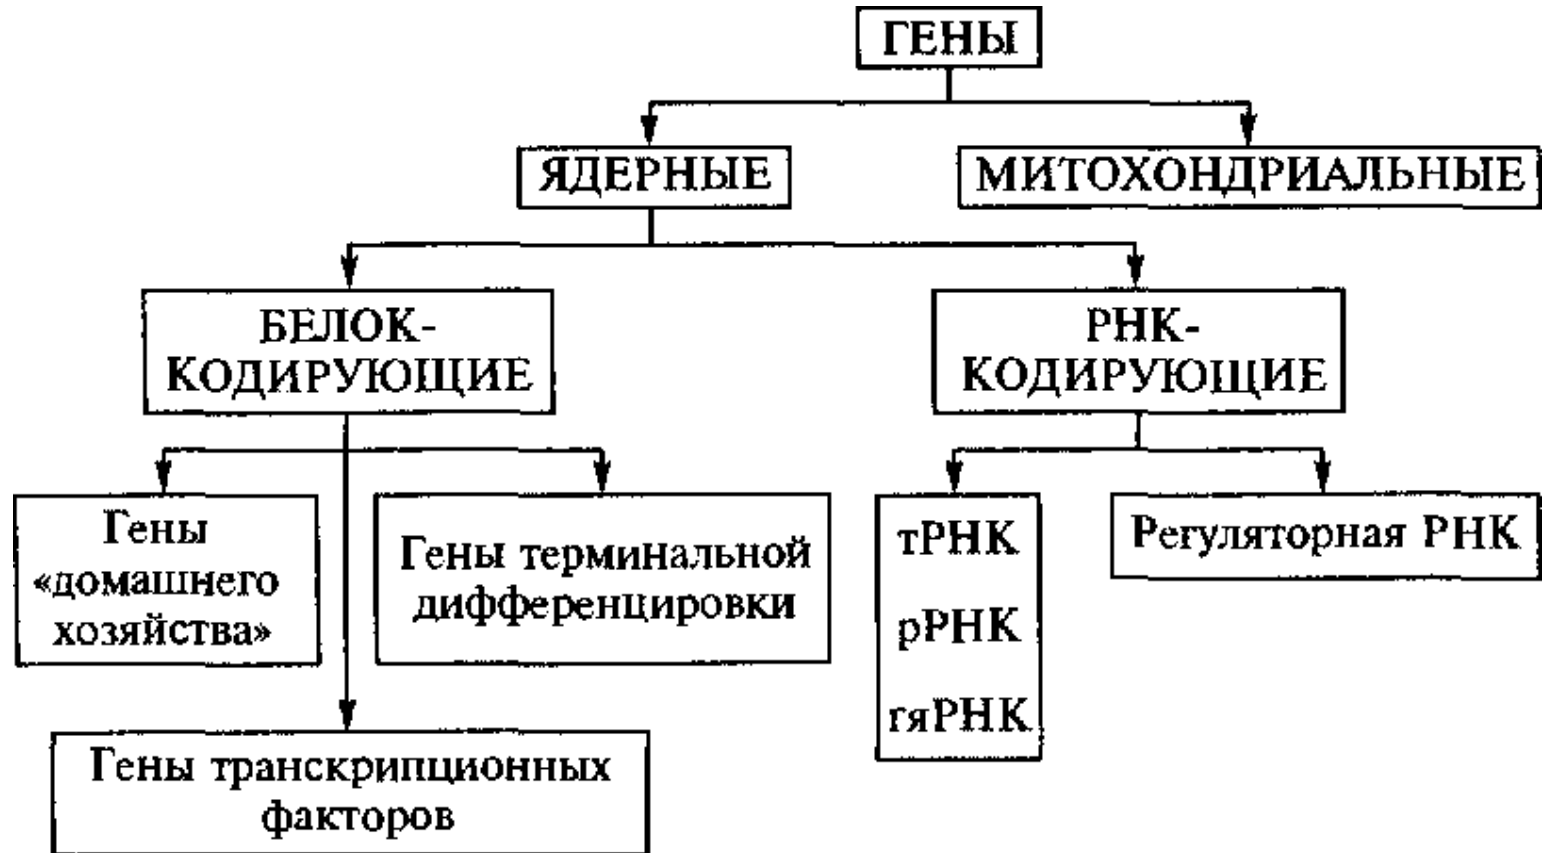 ГЕНЫ
ЯДЕРНЫЕ
МИТОХОНДРИАЛЬНЫЕ
БЕЛОК-
КОДИРУЮЩИЕ
РНК-
КОДИРУЮЩИЕ
Гены
«домашнего
хозяйства»
Гены терминальной
дифференцировки
тРНК
рРНК
гяРНК
Регуляторная РНК
Гены транскрипционных
факторов